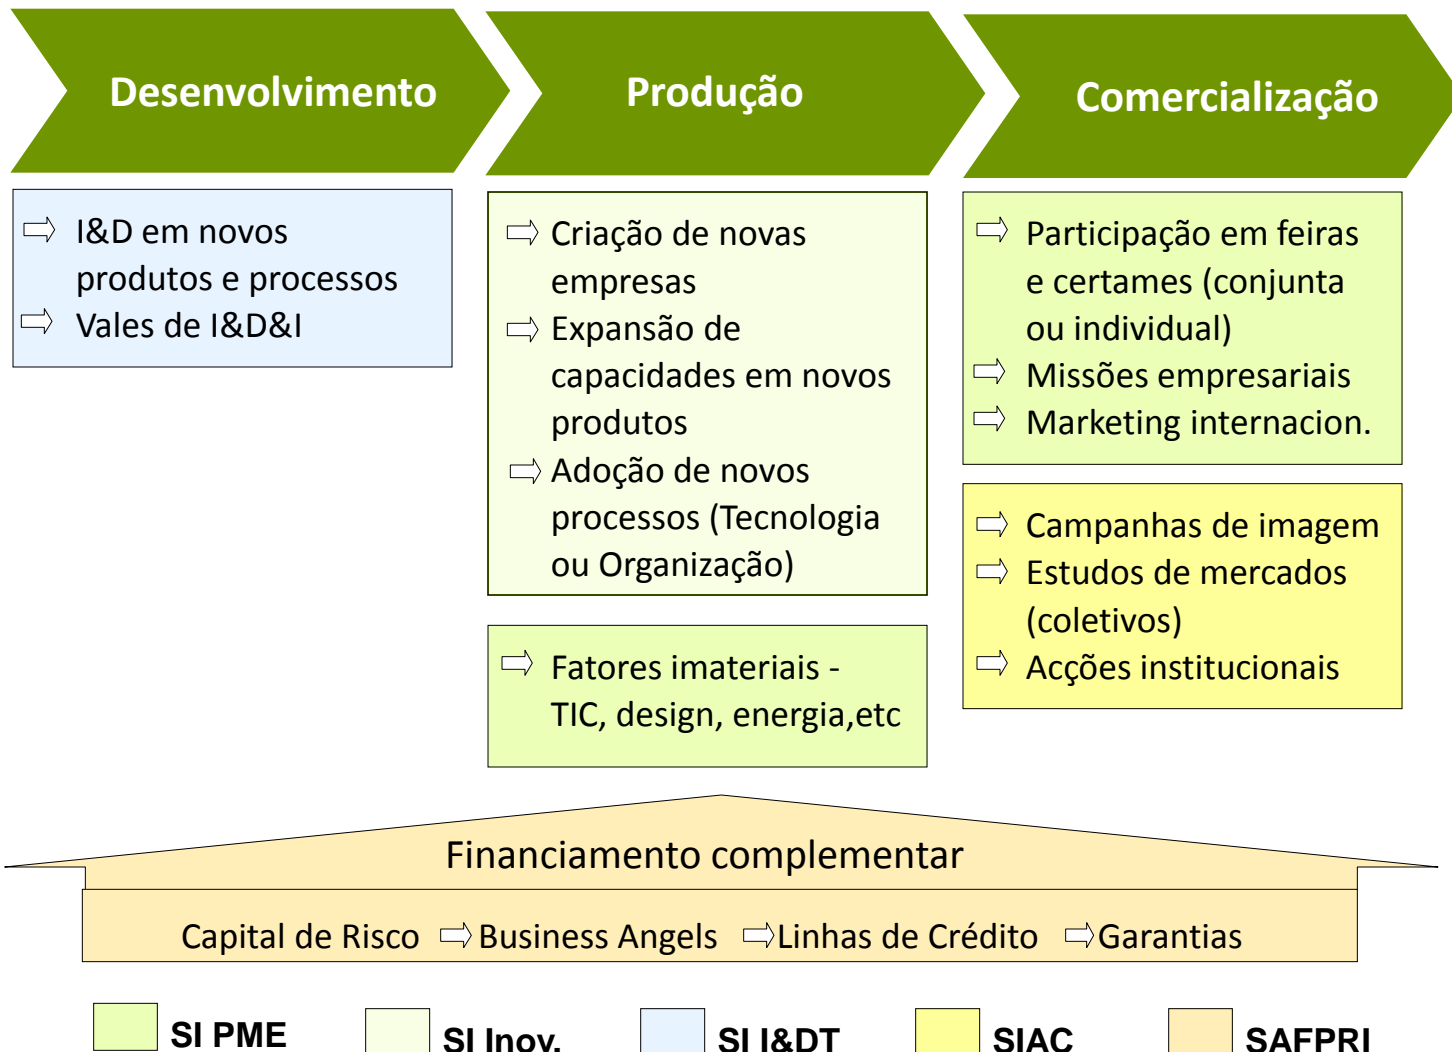 Desenvolvimento
Produção
Comercialização
I&D em novos
produtos e processos
Vales de I&D&I
Criação de novas
empresas
Expansão de
capacidades em novos
produtos
Adoção de novos
processos (Tecnologia
ou Organização)
Fatores imateriais -
TIC, design, energia,etc
Participação em feiras
e certames (conjunta
ou individual)
Missões empresariais
Marketing internacion.
Campanhas de imagem
Estudos de mercados
(coletivos)
Acções institucionais
Financiamento complementar
Capital de Risco Business Angels Linhas de Crédito Garantias
SI PME SI Inov. SI I&DT SIAC SAFPRI